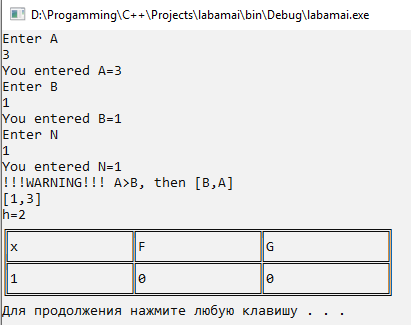 D:\Progamming\C++\Projects\labamai\bin\Debug\labamai.exe
Enter A
3
You entered A=3
Enter B
1
You entered B=1
Enter N
1
You entered N=1
!!!WARNING!!! A>B, then [B,A]
[1,3]
h=2
x F G
1 0 0
Для продолжения нажмите любую клавишу . . .